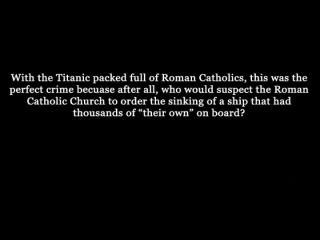 With the Titanic packed full of Roman Catholics, this was the
perfect crime becuase after all, who would suspect the Roman
Catholic Church to order the sinking of a ship that had
thousands of “their own” on board?